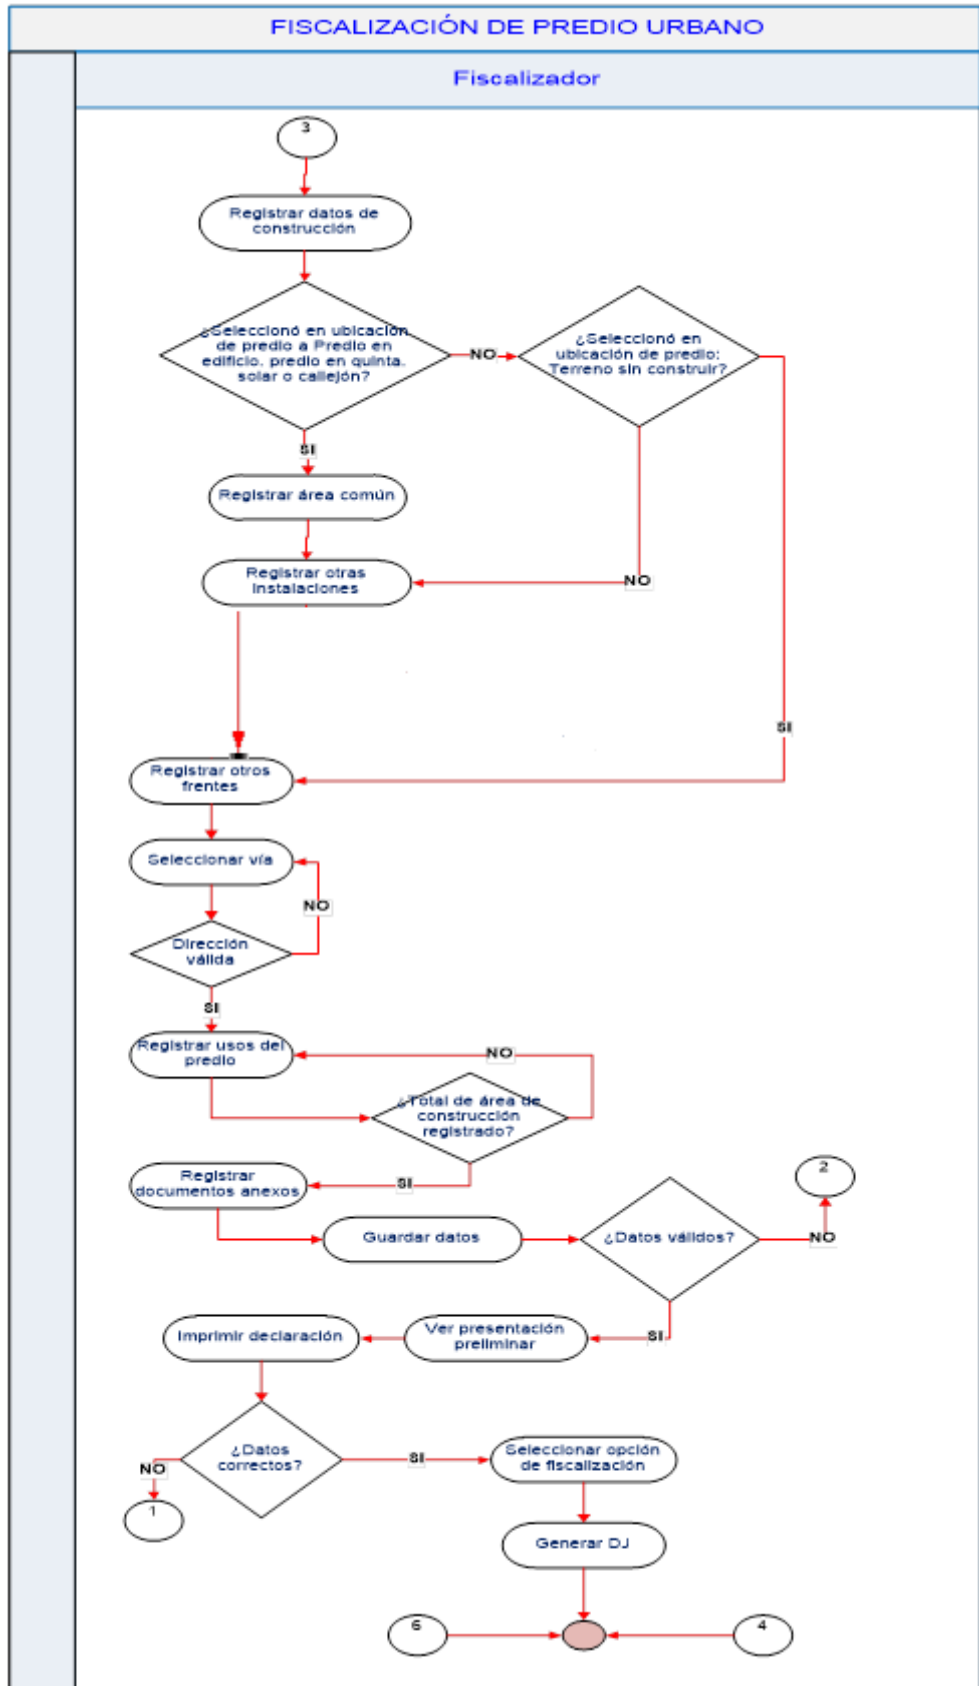 FISCALIZACIÓN DE PREDIO URBANO
Fiscalizador
3
Registrar datos de
construcción
¿Seleccionó en ubicación
de predio a Predio en
edificio, predio en quinta,
solar o callejón?
NO
¿Seleccionó en
ubicación de predio:
Terreno sin construir?
SI
Registrar área común
Registrar otras
Instalaciones
NO
SI
Registrar otros
frentes
Seleccionar vía
NO
Dirección
válida
SI
Registrar usos del
predio
NO
¿Total de área de
construcción
registrado?
SI
Registrar
documentos anexos
2
Guardar datos
¿Datos válidos?
NO
SI
Ver presentación
preliminar
Imprimir declaración
¿Datos
correctos?
NO
SI
Seleccionar opción
de fiscalización
1
Generar DJ
6
4